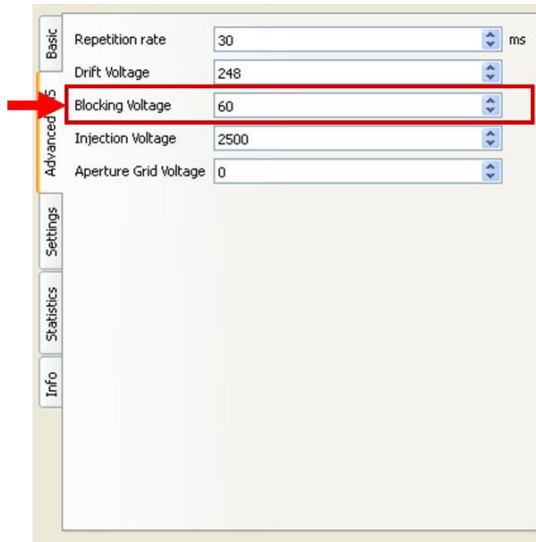 Basic
Advanced
Settings
Statistics
Info
Repetition rate 30 ms
Drift Voltage 248
Blocking Voltage 60
Injection Voltage 2500
Aperture Grid Voltage 0